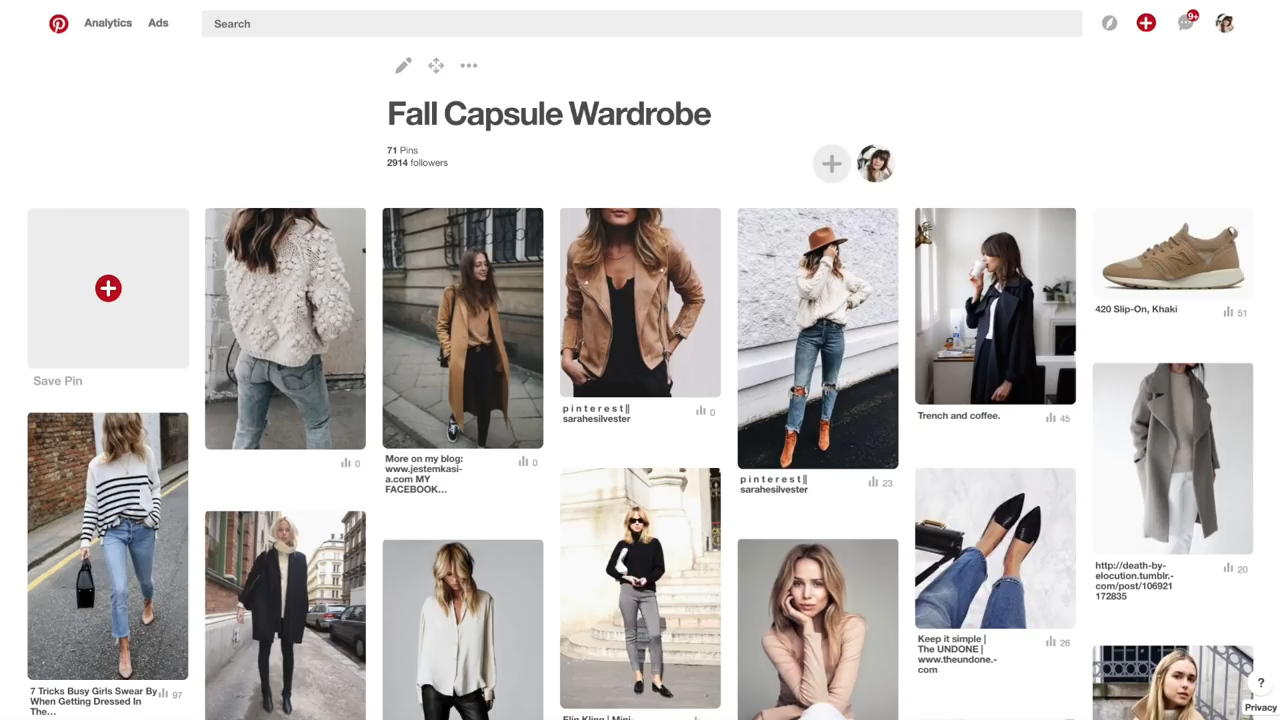 Analytics Ads Search 9+
Fall Capsule Wardrobe
71 Pins
2914 followers
Save Pin
7 Tricks Busy Girls Swear By
When Getting Dressed In
The...
97
0
More on my blog:
www.jestemkasi-
a.com MY
FACEBOOK...
0
p i n t e r e s t ||
sarahesilvester
0
p i n t e r e s t ||
sarahesilvester
23
Trench and coffee.
45
Keep it simple |
The UNDONE |
www.theundone.-
com
26
420 Slip-On, Khaki
51
http://death-by-
elocution.tumblr.-
com/post/106921
172835
20
?
Privacy